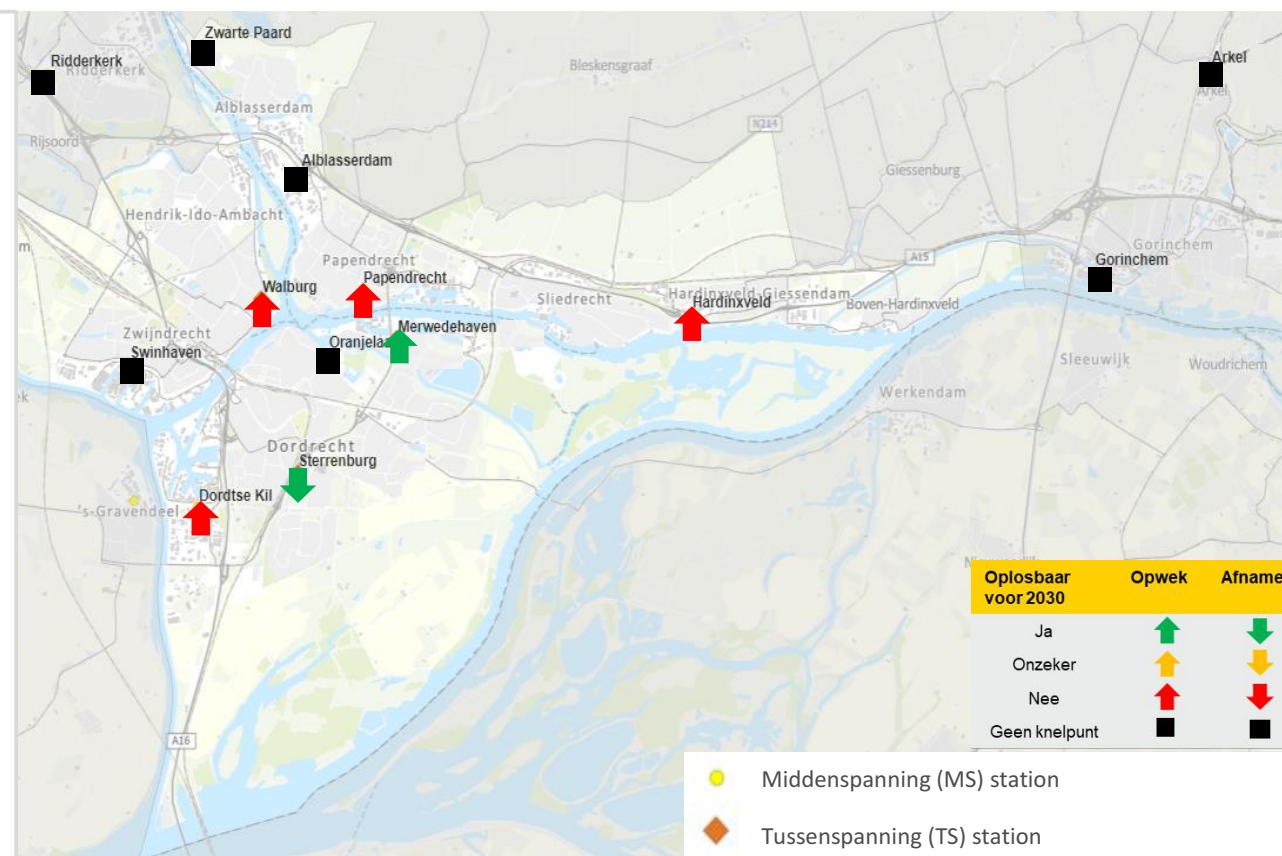 Zwarte Paard
Ridderkerk
Ridderkerk
Bleskensgraaf
Arkel
Arkel
Alblasserdam
N214
Rijsoord
Alblasserdam
Giessenburg
Hendrik-Ido-Ambacht
m
Papendrecht
Gorinchem
A15
Gorinchem
Walburg
Papendrecht
Sliedrecht
Hardinxveld-Giessendam
Hardinxveld
Boven-Hardinxveld
Zwijndrecht
Merwedehaven
Swinhaven
Sleeuwijk
Woudrichem
ek
Werkendam
Dordrecht
Sterrenburg
Dordtse Kil
's-Gravendeel
A16
Oplosbaar voor 2030
Opwek
Afname
Ja
Onzeker
Nee
Geen knelpunt
Middenspanning (MS) station
Tussenspanning (TS) station